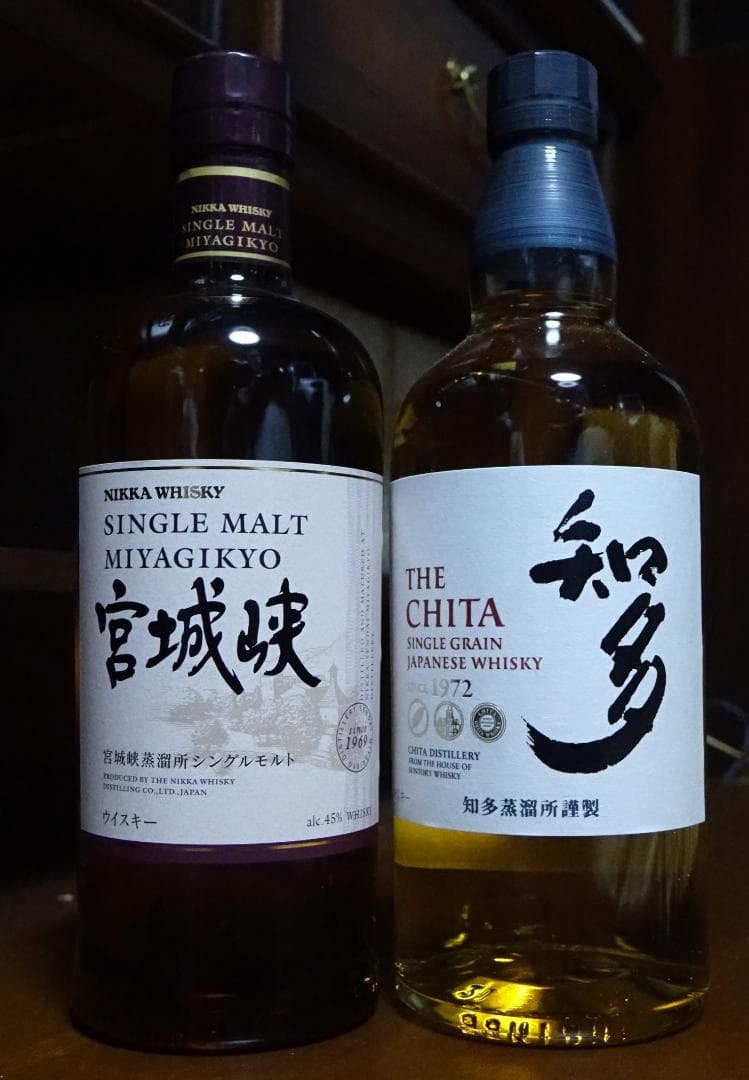 NIKKA WHISKY
SINGLE MALT
MIYAGIKYO
NIKKA WHISKY
SINGLE MALT
MIYAGIKYO
宮城峡
since
1969
宮城峡蒸溜所シングルモルト
PRODUCED BY THE NIKKA WHISKY
DISTILLING CO.,LTD.,JAPAN
ウイスキー
alc.45% WHISKY
THE
CHITA
SINGLE GRAIN
JAPANESE WHISKY
SINCE 1972
知多
CHITA DISTILLERY
FROM THE HOUSE OF
SUNTORY WHISKY
知多蒸溜所謹製